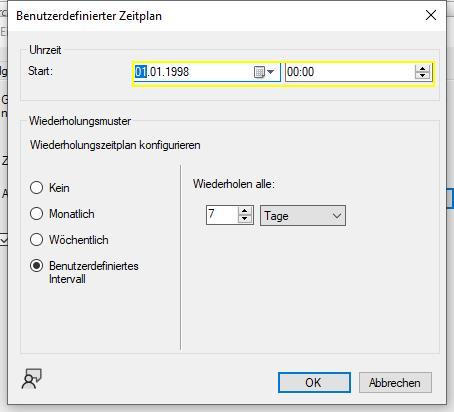 Benutzerdefinierter Zeitplan
Uhrzeit
Start: 01.01.1998 00:00
Wiederholungsmuster
Wiederholungszeitplan konfigurieren
Kein
Wiederholen alle:
Monatlich
7 Tage
Wöchentlich
Benutzerdefiniertes
Intervall
OK Abbrechen